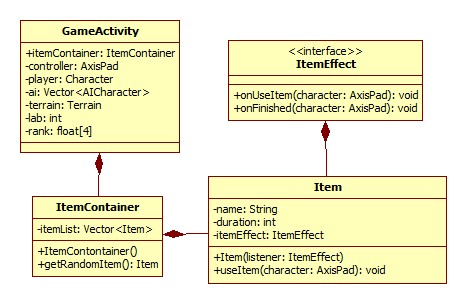 GameActivity
+itemContainer: ItemContainer
-controller: AxisPad
-player: Character
-ai: Vector<AICharacter>
-terrain: Terrain
-lab: int
-rank: float[4]
<<interface>>
ItemEffect
+onUseItem(character: AxisPad): void
+onFinished(character: AxisPad): void
ItemContainer
-itemList: Vector<Item>
+ItemContontainer()
+getRandomItem(): Item
Item
-name: String
-duration: int
-itemEffect: ItemEffect
+Item(listener: ItemEffect)
+useItem(character: AxisPad): void